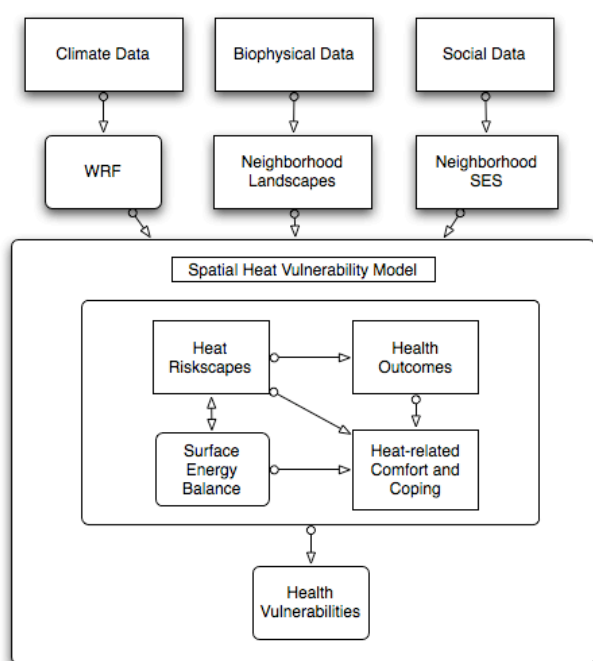 Climate Data
Biophysical Data
Social Data
WRF
Neighborhood
Landscapes
Neighborhood
SES
Spatial Heat Vulnerability Model
Heat
Riskscapes
Health
Outcomes
Surface
Energy
Balance
Heat-related
Comfort and
Coping
Health
Vulnerabilities